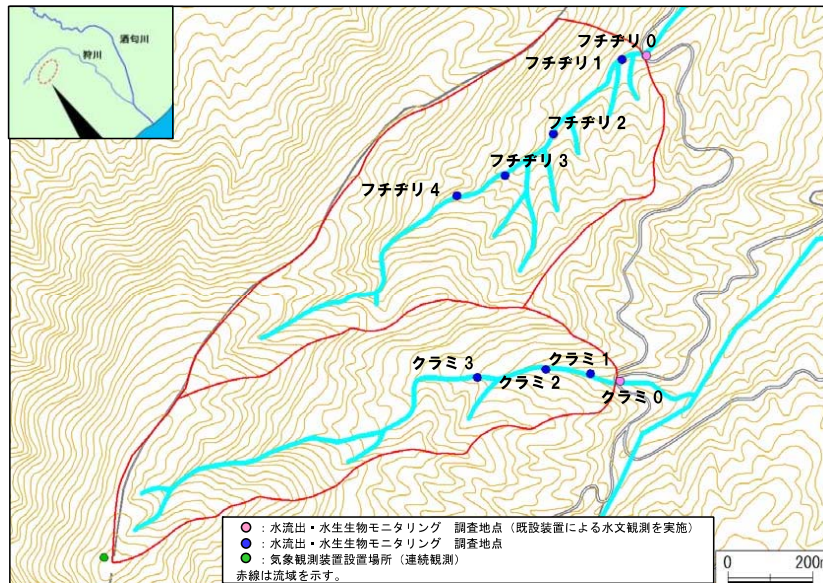 酒匂川
狩川
フチヂリ 0
フチヂリ 1
フチヂリ 2
フチヂリ 3
フチヂリ 4
クラミ 3
クラミ 1
クラミ 2
クラミ 0
：水流出・水生生物モニタリング　調査地点（既設装置による水文観測を実施）
：水流出・水生生物モニタリング　調査地点
：気象観測装置設置場所（連続観測）
赤線は流域を示す。
0 200m